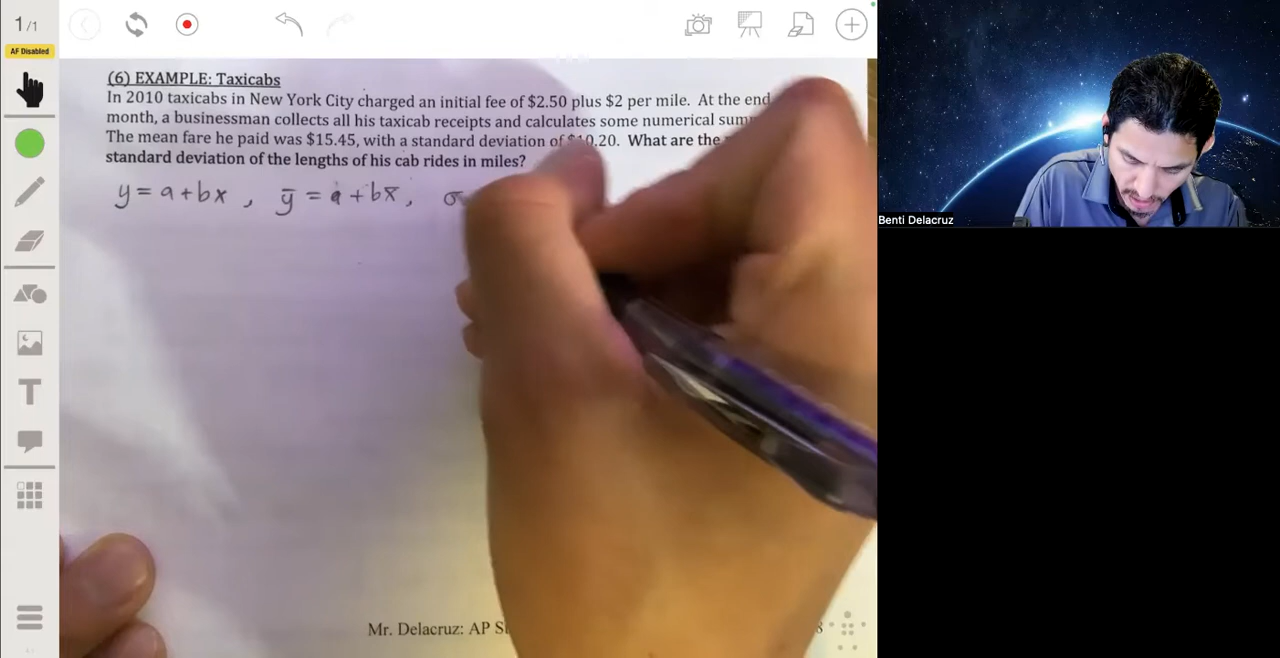 1/1
AF Disabled
(6) EXAMPLE: Taxicabs
In 2010 taxicabs in New York City charged an initial fee of $2.50 plus $2 per mile. At the end
month, a businessman collects all his taxicab receipts and calculates some numerical
The mean fare he paid was $15.45, with a standard deviation of $10.20. What are the
standard deviation of the lengths of his cab rides in miles?
y = a + bx , ȳ = a + bx̄, σ
Benti Delacruz
T
Mr. Delacruz: AP
8